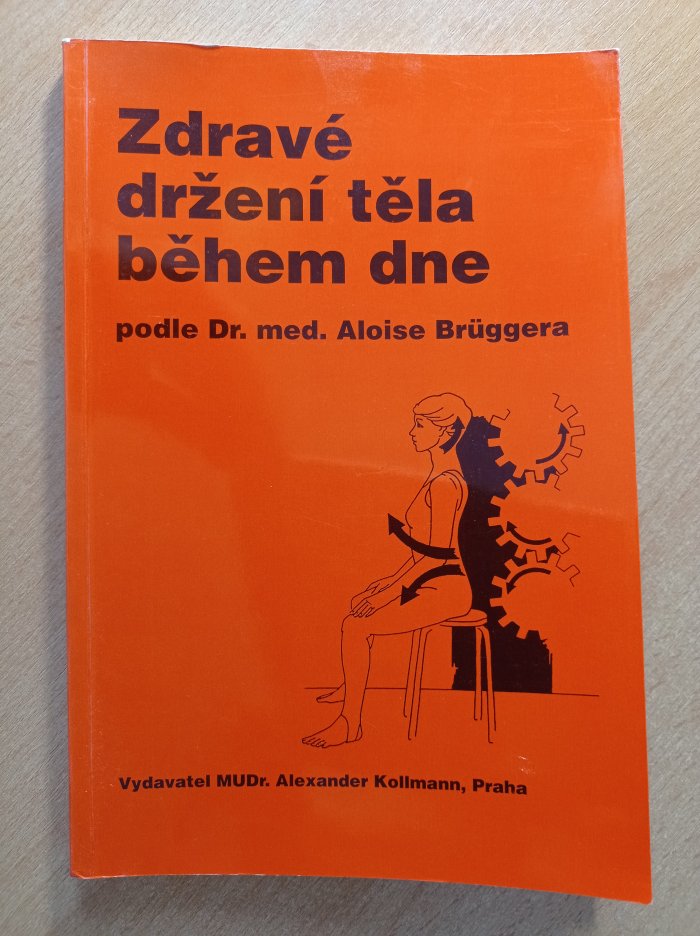 Zdravé
držení těla
během dne
podle Dr. med. Aloise Brüggera
Vydavatel MUDr. Alexander Kollmann, Praha